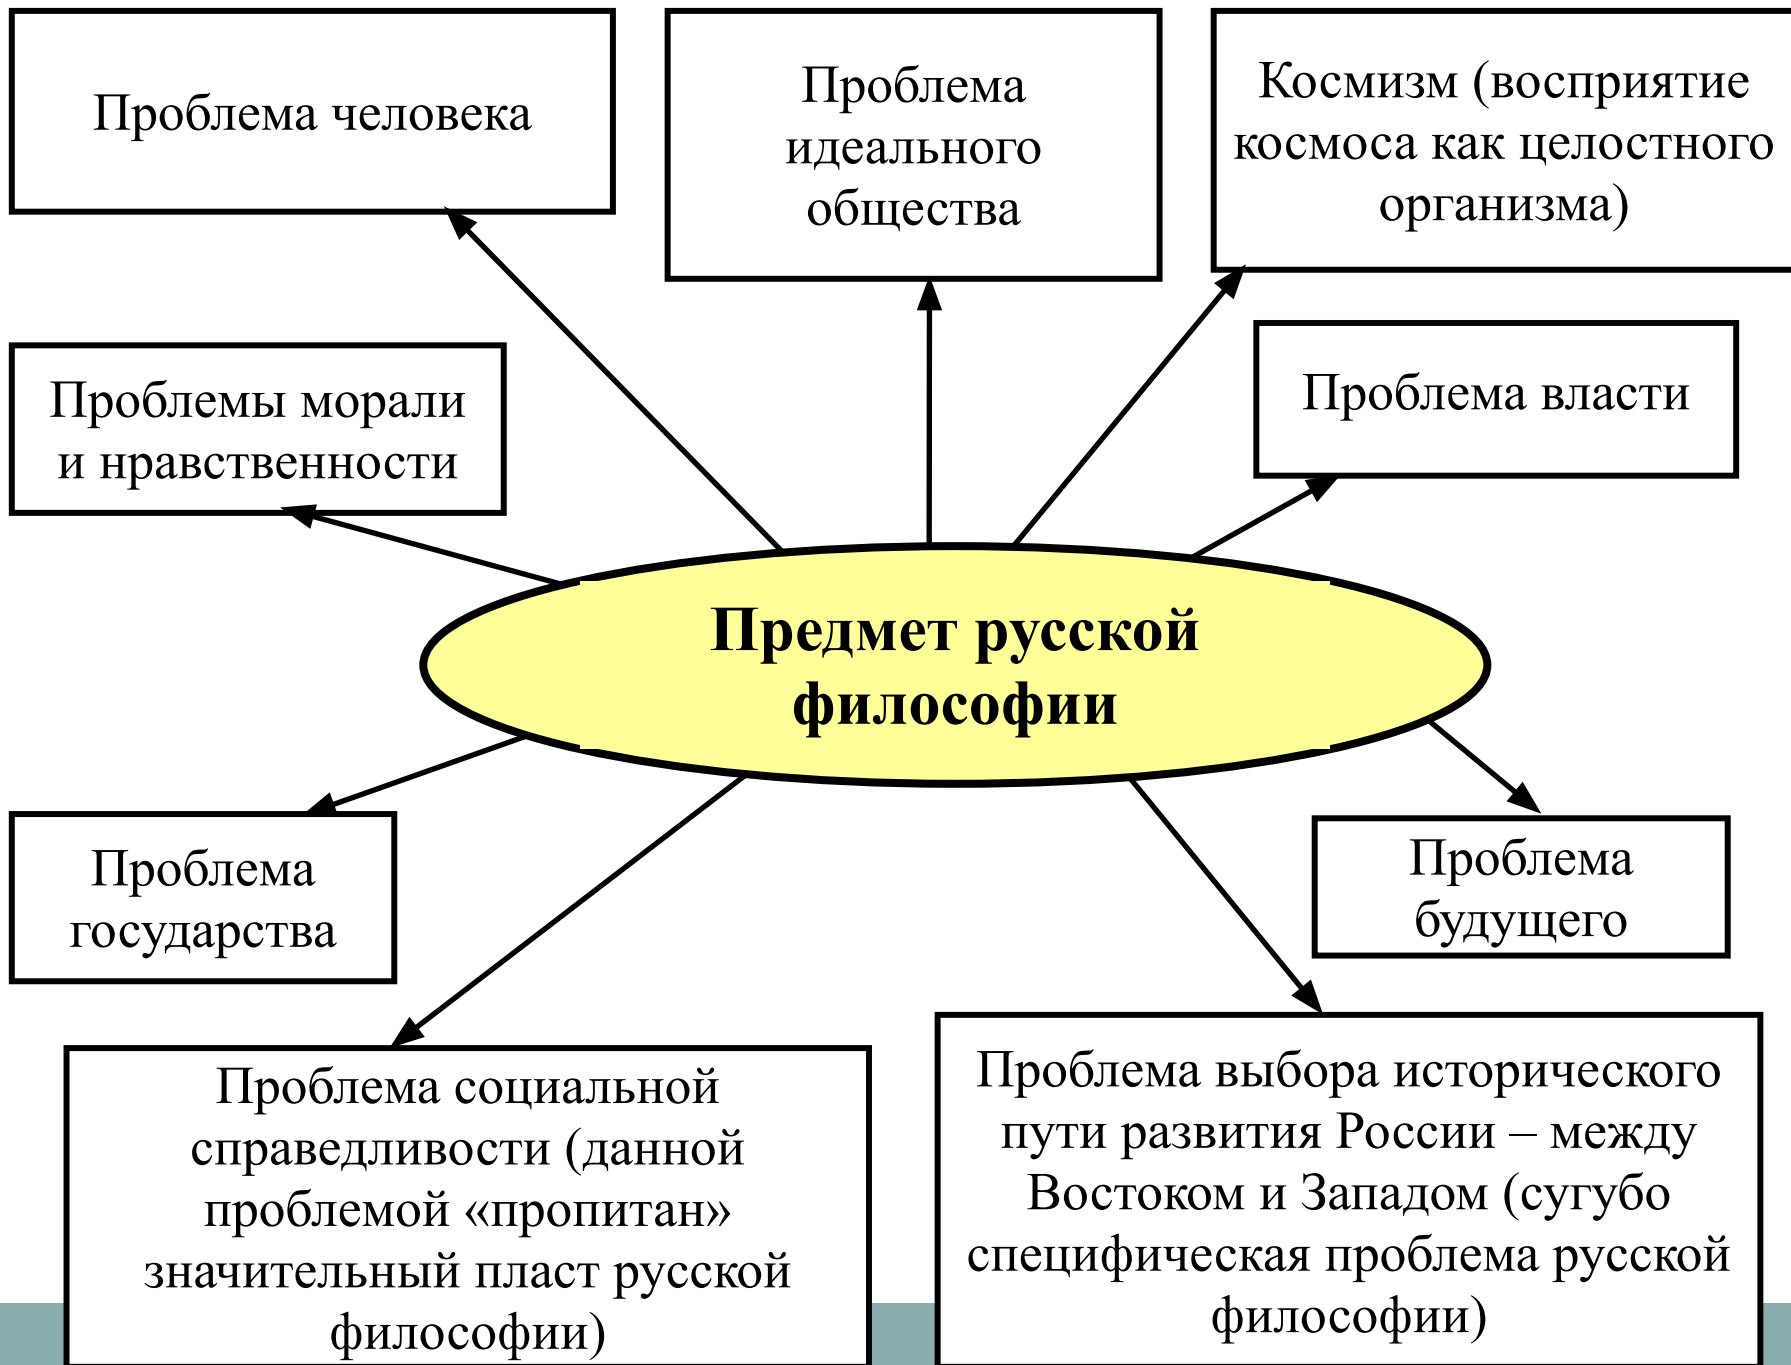 Проблема человека
Проблема
идеального
общества
Космизм (восприятие
космоса как целостного
организма)
Проблемы морали
и нравственности
Проблема власти
Предмет русской
философии
Проблема
государства
Проблема
будущего
Проблема социальной
справедливости (данной
проблемой «пропитан»
значительный пласт русской
философии)
Проблема выбора исторического
пути развития России – между
Востоком и Западом (сугубо
специфическая проблема русской
философии)